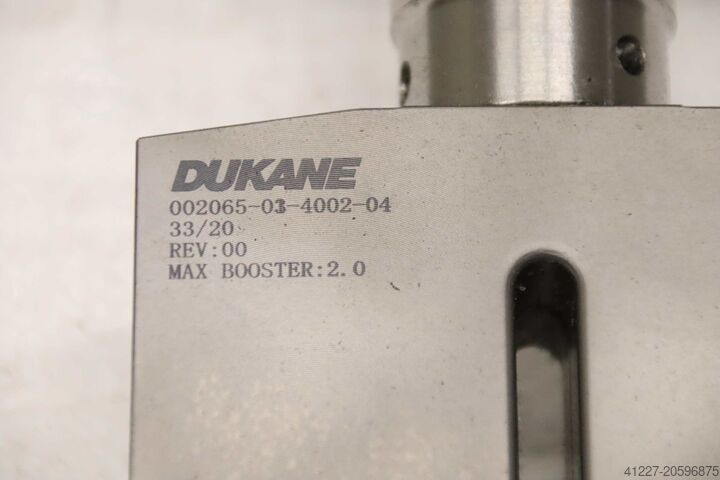 DUKANE
002065-03-4002-04
33/20
REV:00
MAX BOOSTER:2.0
41227-20596875